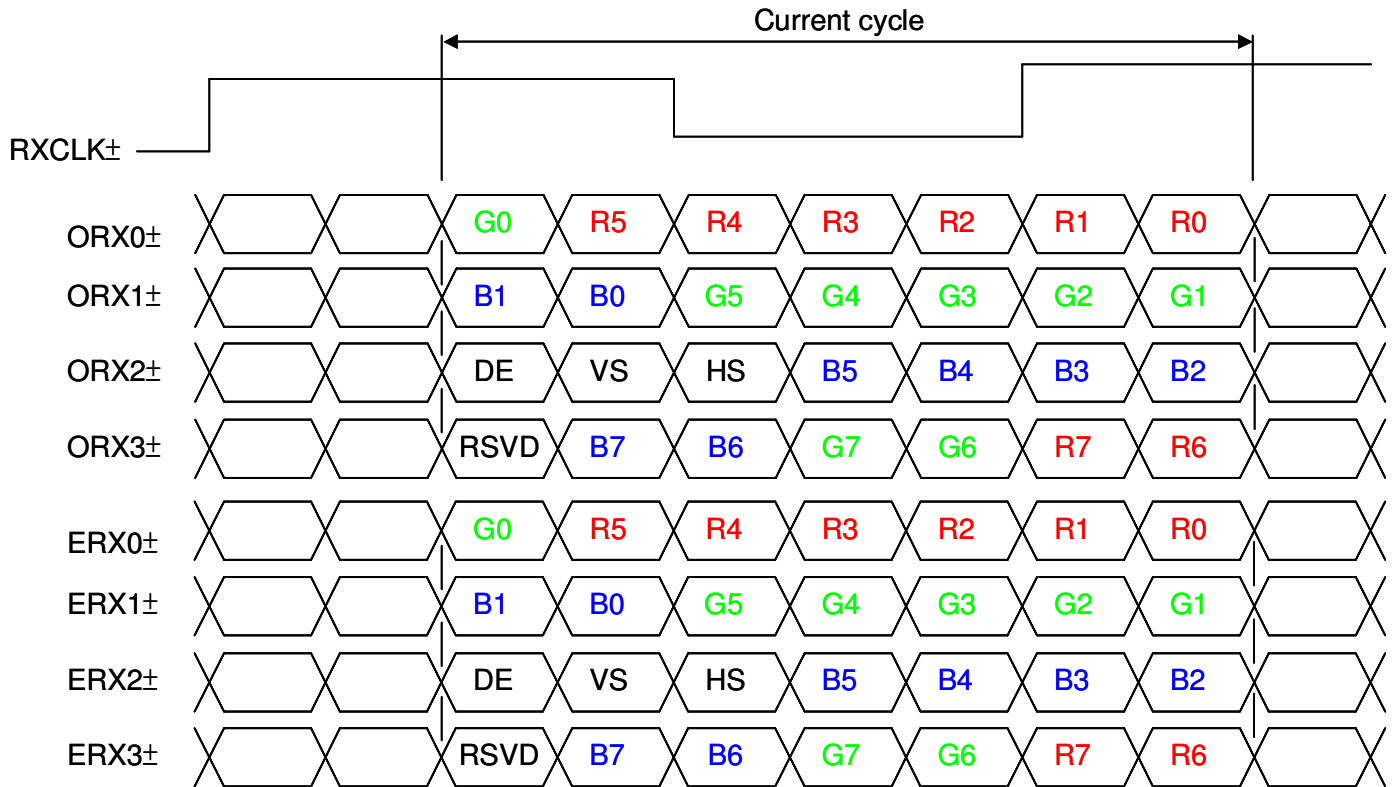 Current cycle
RXCLK±
ORX0± G0 R5 R4 R3 R2 R1 R0
ORX1± B1 B0 G5 G4 G3 G2 G1
ORX2± DE VS HS B5 B4 B3 B2
ORX3± RSVD B7 B6 G7 G6 R7 R6
ERX0± G0 R5 R4 R3 R2 R1 R0
ERX1± B1 B0 G5 G4 G3 G2 G1
ERX2± DE VS HS B5 B4 B3 B2
ERX3± RSVD B7 B6 G7 G6 R7 R6